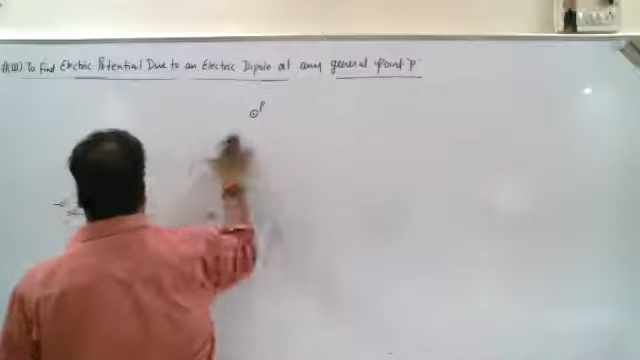 #(III) To Find Electric Potential Due to an Electric Dipole at any general point 'P'
P